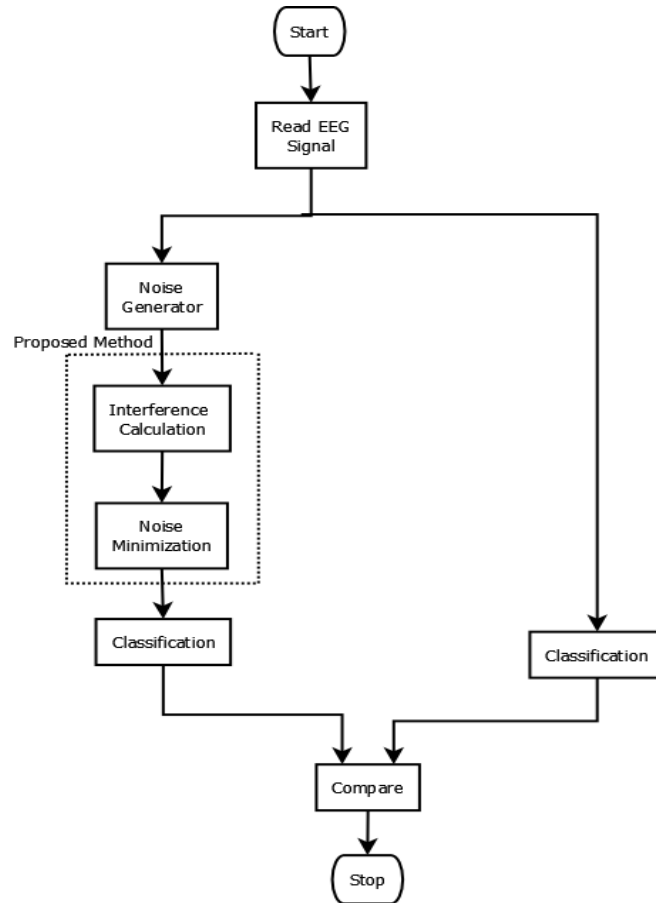 Start
Read EEG
Signal
Noise
Generator
Proposed Method
Interference
Calculation
Noise
Minimization
Classification
Classification
Compare
Stop